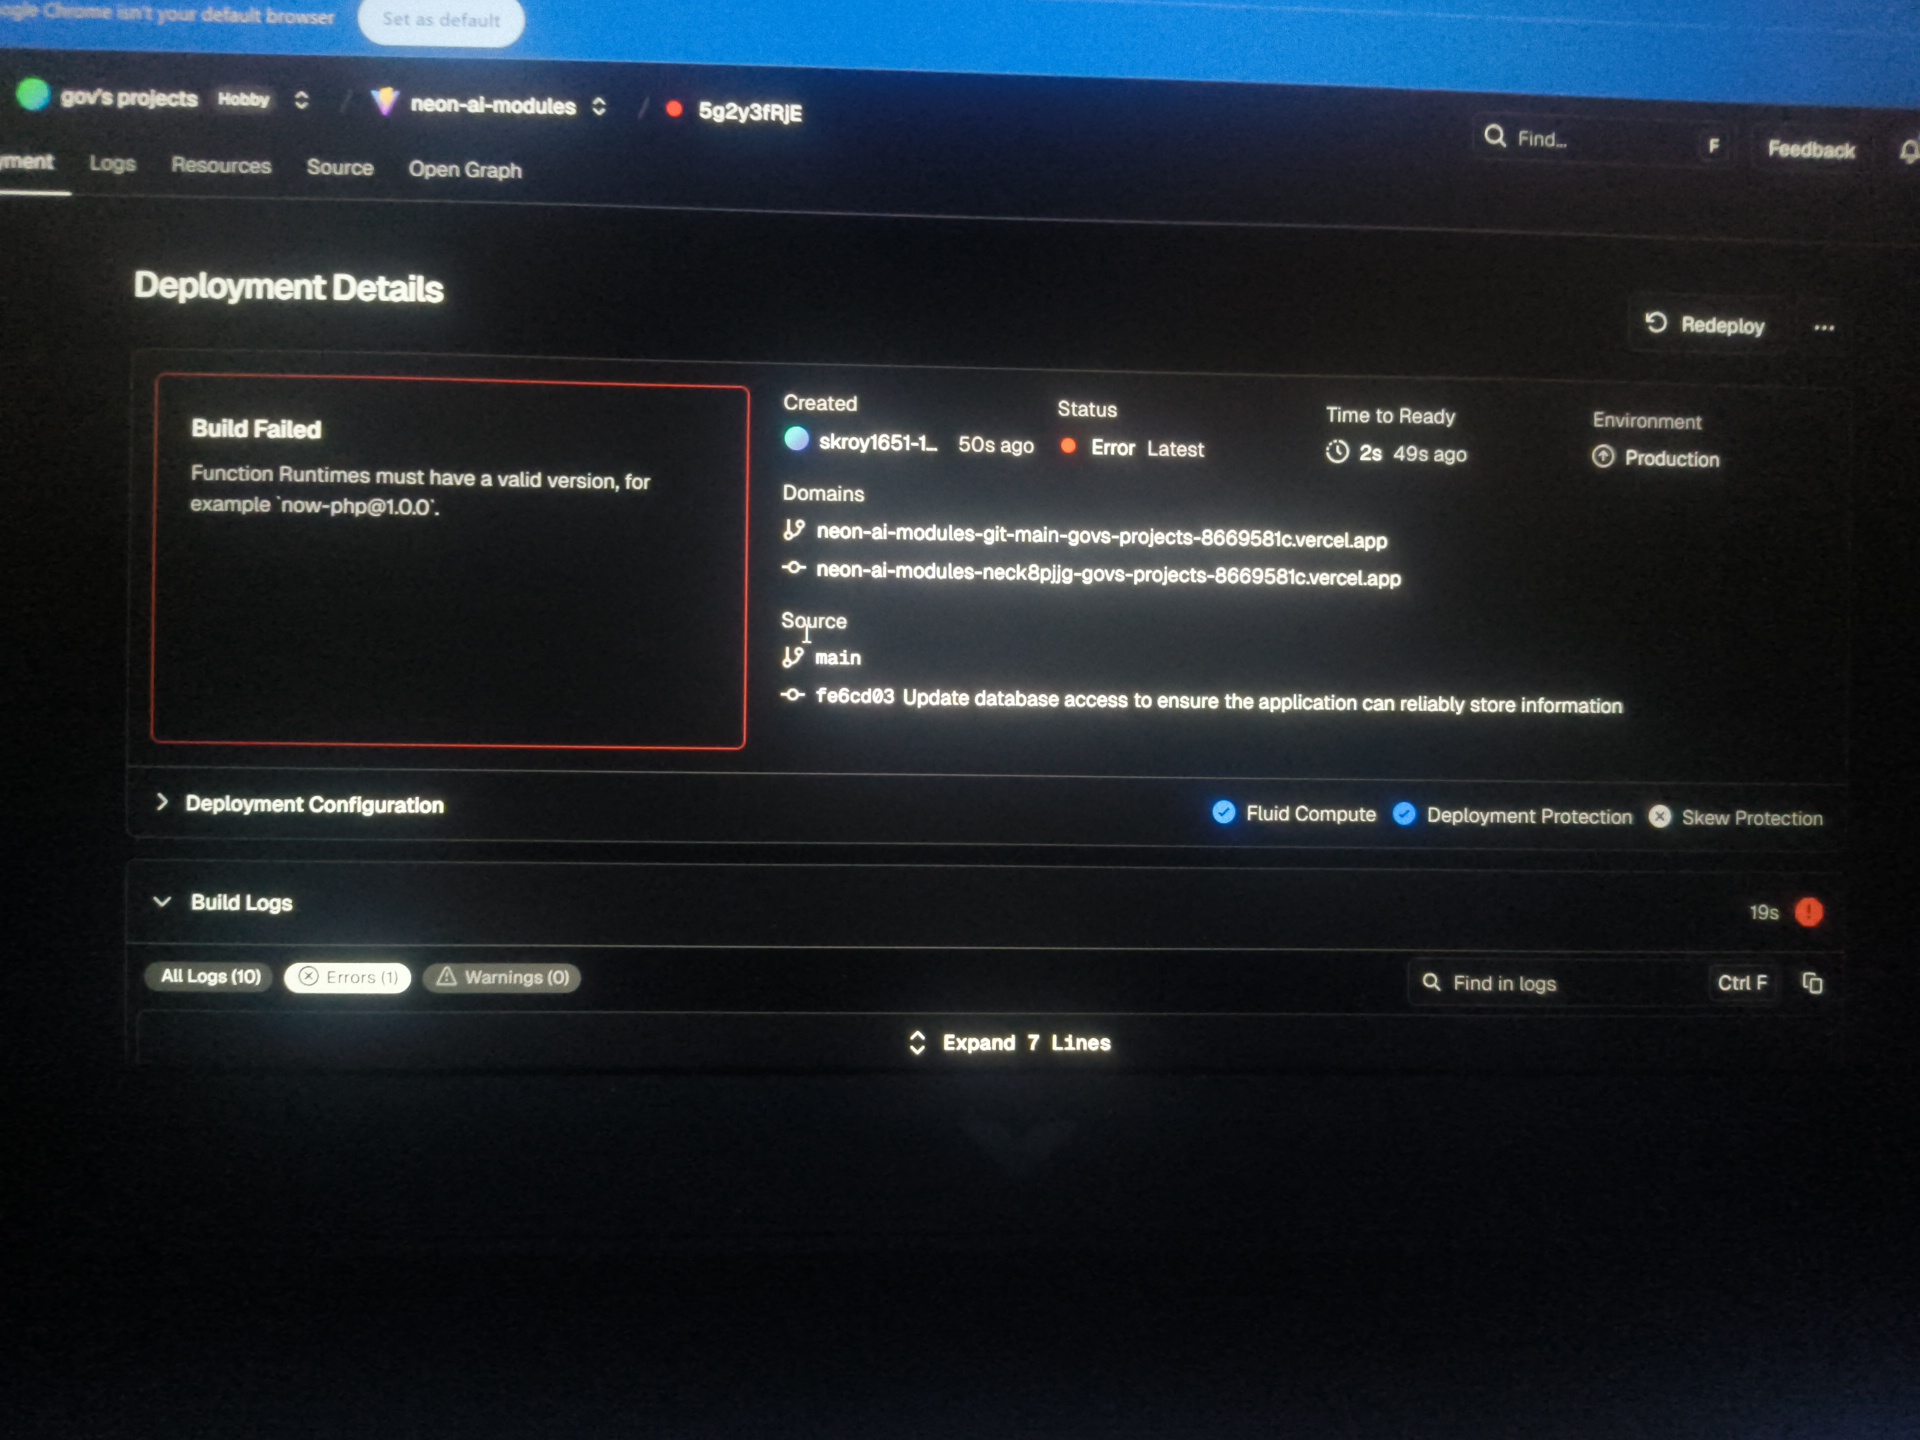 ogle Chrome isn't your default browser Set as default
gov's projects Hobby / neon-ai-modules / 5g2y3fRjE
Find... F Feedback
yment Logs Resources Source Open Graph
Deployment Details
Redeploy ...
Build Failed
Function Runtimes must have a valid version, for
example `now-php@1.0.0`.
Created Status Time to Ready Environment
skroy1651-1... 50s ago Error Latest 2s 49s ago Production
Domains
neon-ai-modules-git-main-govs-projects-8669581c.vercel.app
neon-ai-modules-neck8pjjg-govs-projects-8669581c.vercel.app
Source
main
fe6cd03 Update database access to ensure the application can reliably store information
Deployment Configuration
Fluid Compute Deployment Protection Skew Protection
Build Logs
19s
All Logs (10) Errors (1) Warnings (0)
Find in logs Ctrl F
Expand 7 Lines